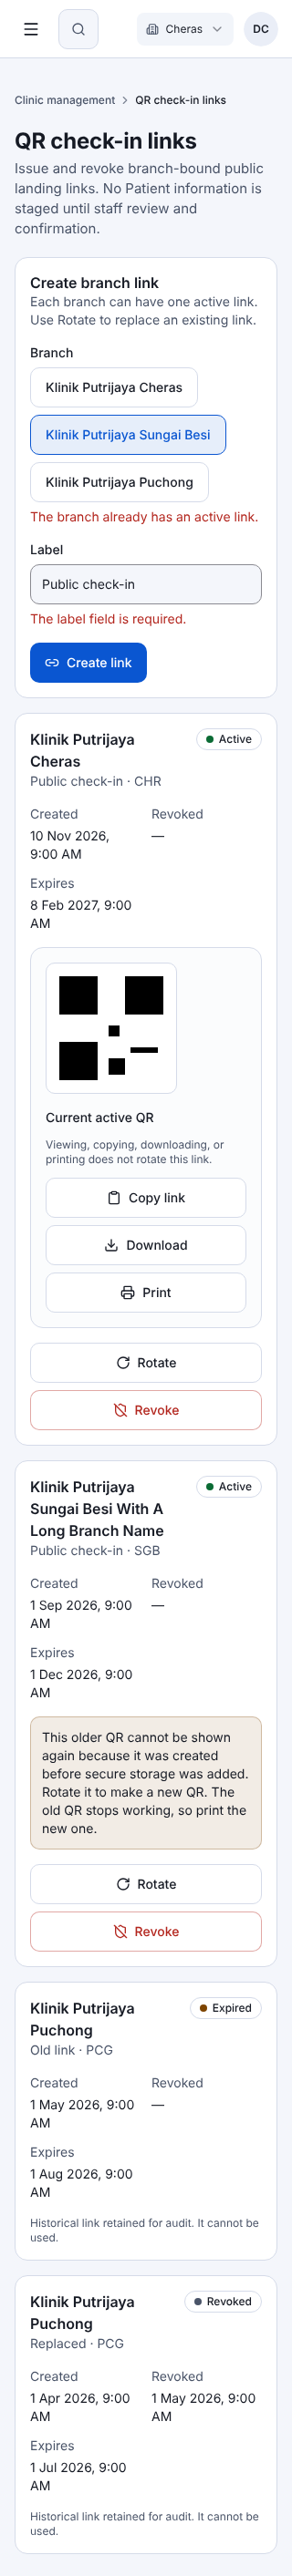 Cheras
DC
Clinic management
QR check-in links
QR check-in links
Issue and revoke branch-bound public
landing links. No Patient information is
staged until staff review and
confirmation.
Create branch link
Each branch can have one active link.
Use Rotate to replace an existing link.
Branch
Klinik Putrijaya Cheras
Klinik Putrijaya Sungai Besi
Klinik Putrijaya Puchong
The branch already has an active link.
Label
Public check-in
The label field is required.
Create link
Klinik Putrijaya
Cheras
Active
Public check-in · CHR
Created
Revoked
10 Nov 2026,
9:00 AM
—
Expires
8 Feb 2027, 9:00
AM
Current active QR
Viewing, copying, downloading, or
printing does not rotate this link.
Copy link
Download
Print
Rotate
Revoke
Klinik Putrijaya
Sungai Besi With A
Long Branch Name
Active
Public check-in · SGB
Created
Revoked
1 Sep 2026, 9:00
AM
—
Expires
1 Dec 2026, 9:00
AM
This older QR cannot be shown
again because it was created
before secure storage was added.
Rotate it to make a new QR. The
old QR stops working, so print the
new one.
Rotate
Revoke
Klinik Putrijaya
Puchong
Expired
Old link · PCG
Created
Revoked
1 May 2026, 9:00
AM
—
Expires
1 Aug 2026, 9:00
AM
Historical link retained for audit. It cannot be
used.
Klinik Putrijaya
Puchong
Revoked
Replaced · PCG
Created
Revoked
1 Apr 2026, 9:00
AM
1 May 2026, 9:00
AM
Expires
1 Jul 2026, 9:00
AM
Historical link retained for audit. It cannot be
used.